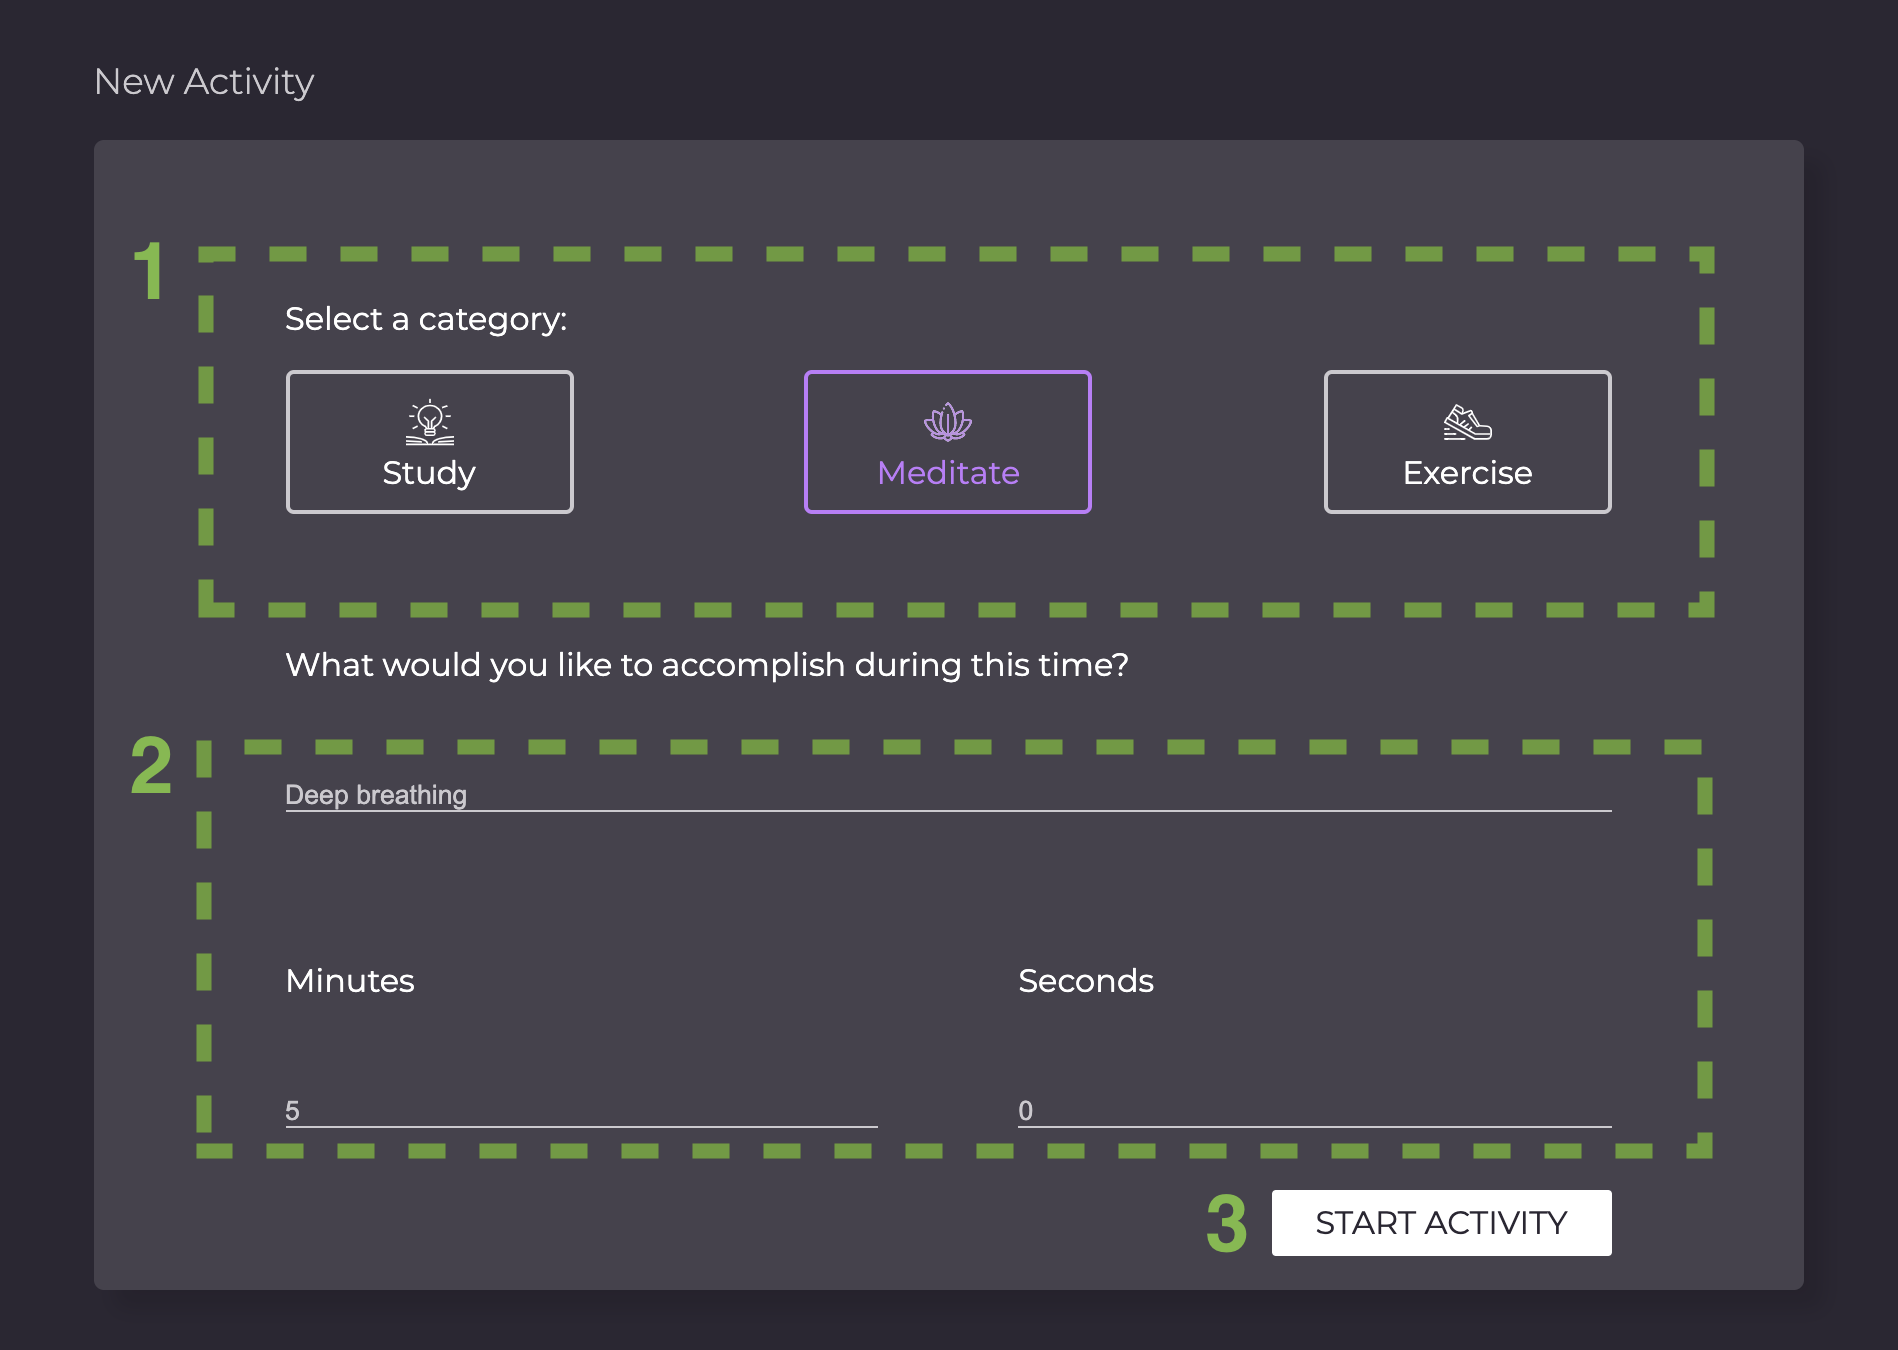 New Activity
1
Select a category:
Study
Meditate
Exercise
What would you like to accomplish during this time?
2
Deep breathing
Minutes
Seconds
5
0
3
START ACTIVITY